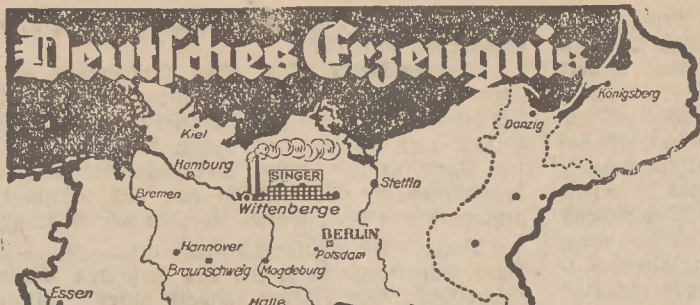 Deutsches Erzeugnis
Königsberg
Danzig
Kiel
Hamburg
SINGER
Stettin
Bremen
Wittenberge
BERLIN
Hannover
Potsdam
Braunschweig
Magdeburg
Essen
Halle